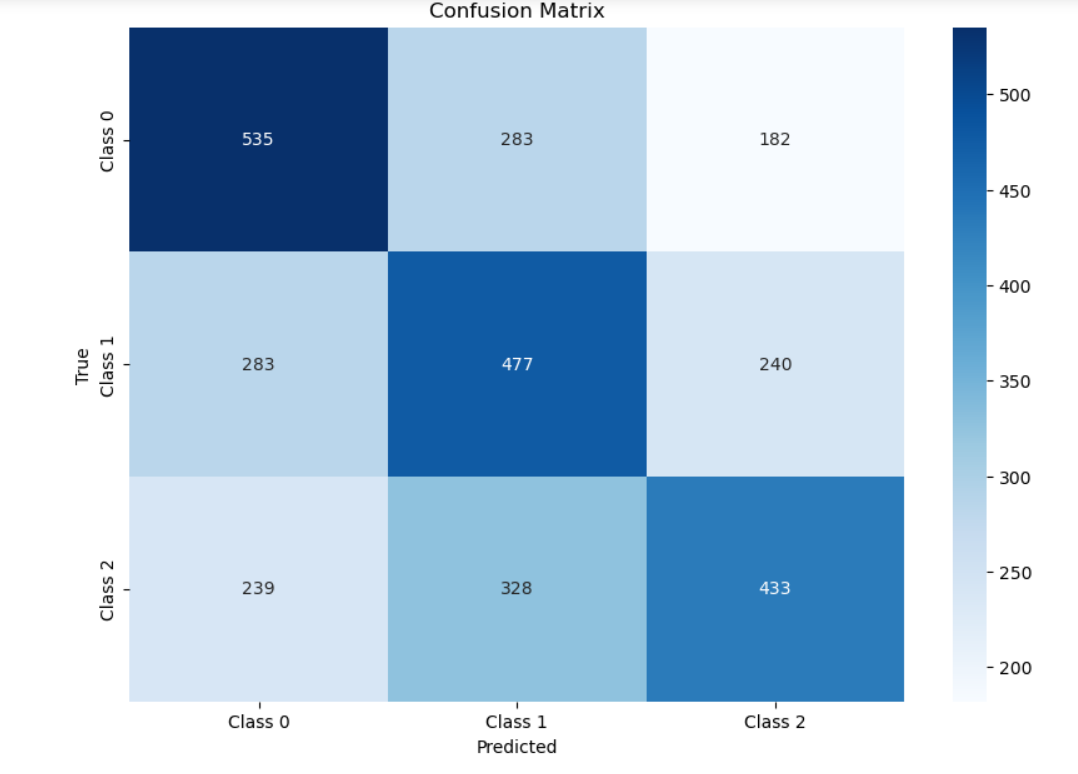 Confusion Matrix
Class 0
535
283
182
Class 1
283
477
240
Class 2
239
328
433
True
Class 0
Class 1
Class 2
Predicted
500
450
400
350
300
250
200